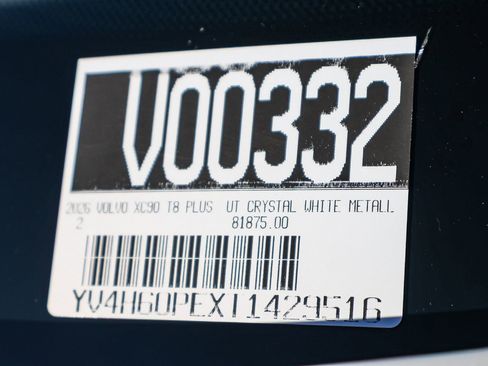 V00332
2026 VOLVO XC90 T8 PLUS UT CRYSTAL WHITE METALL
2 81875.00
YV4H60PEXT1429516